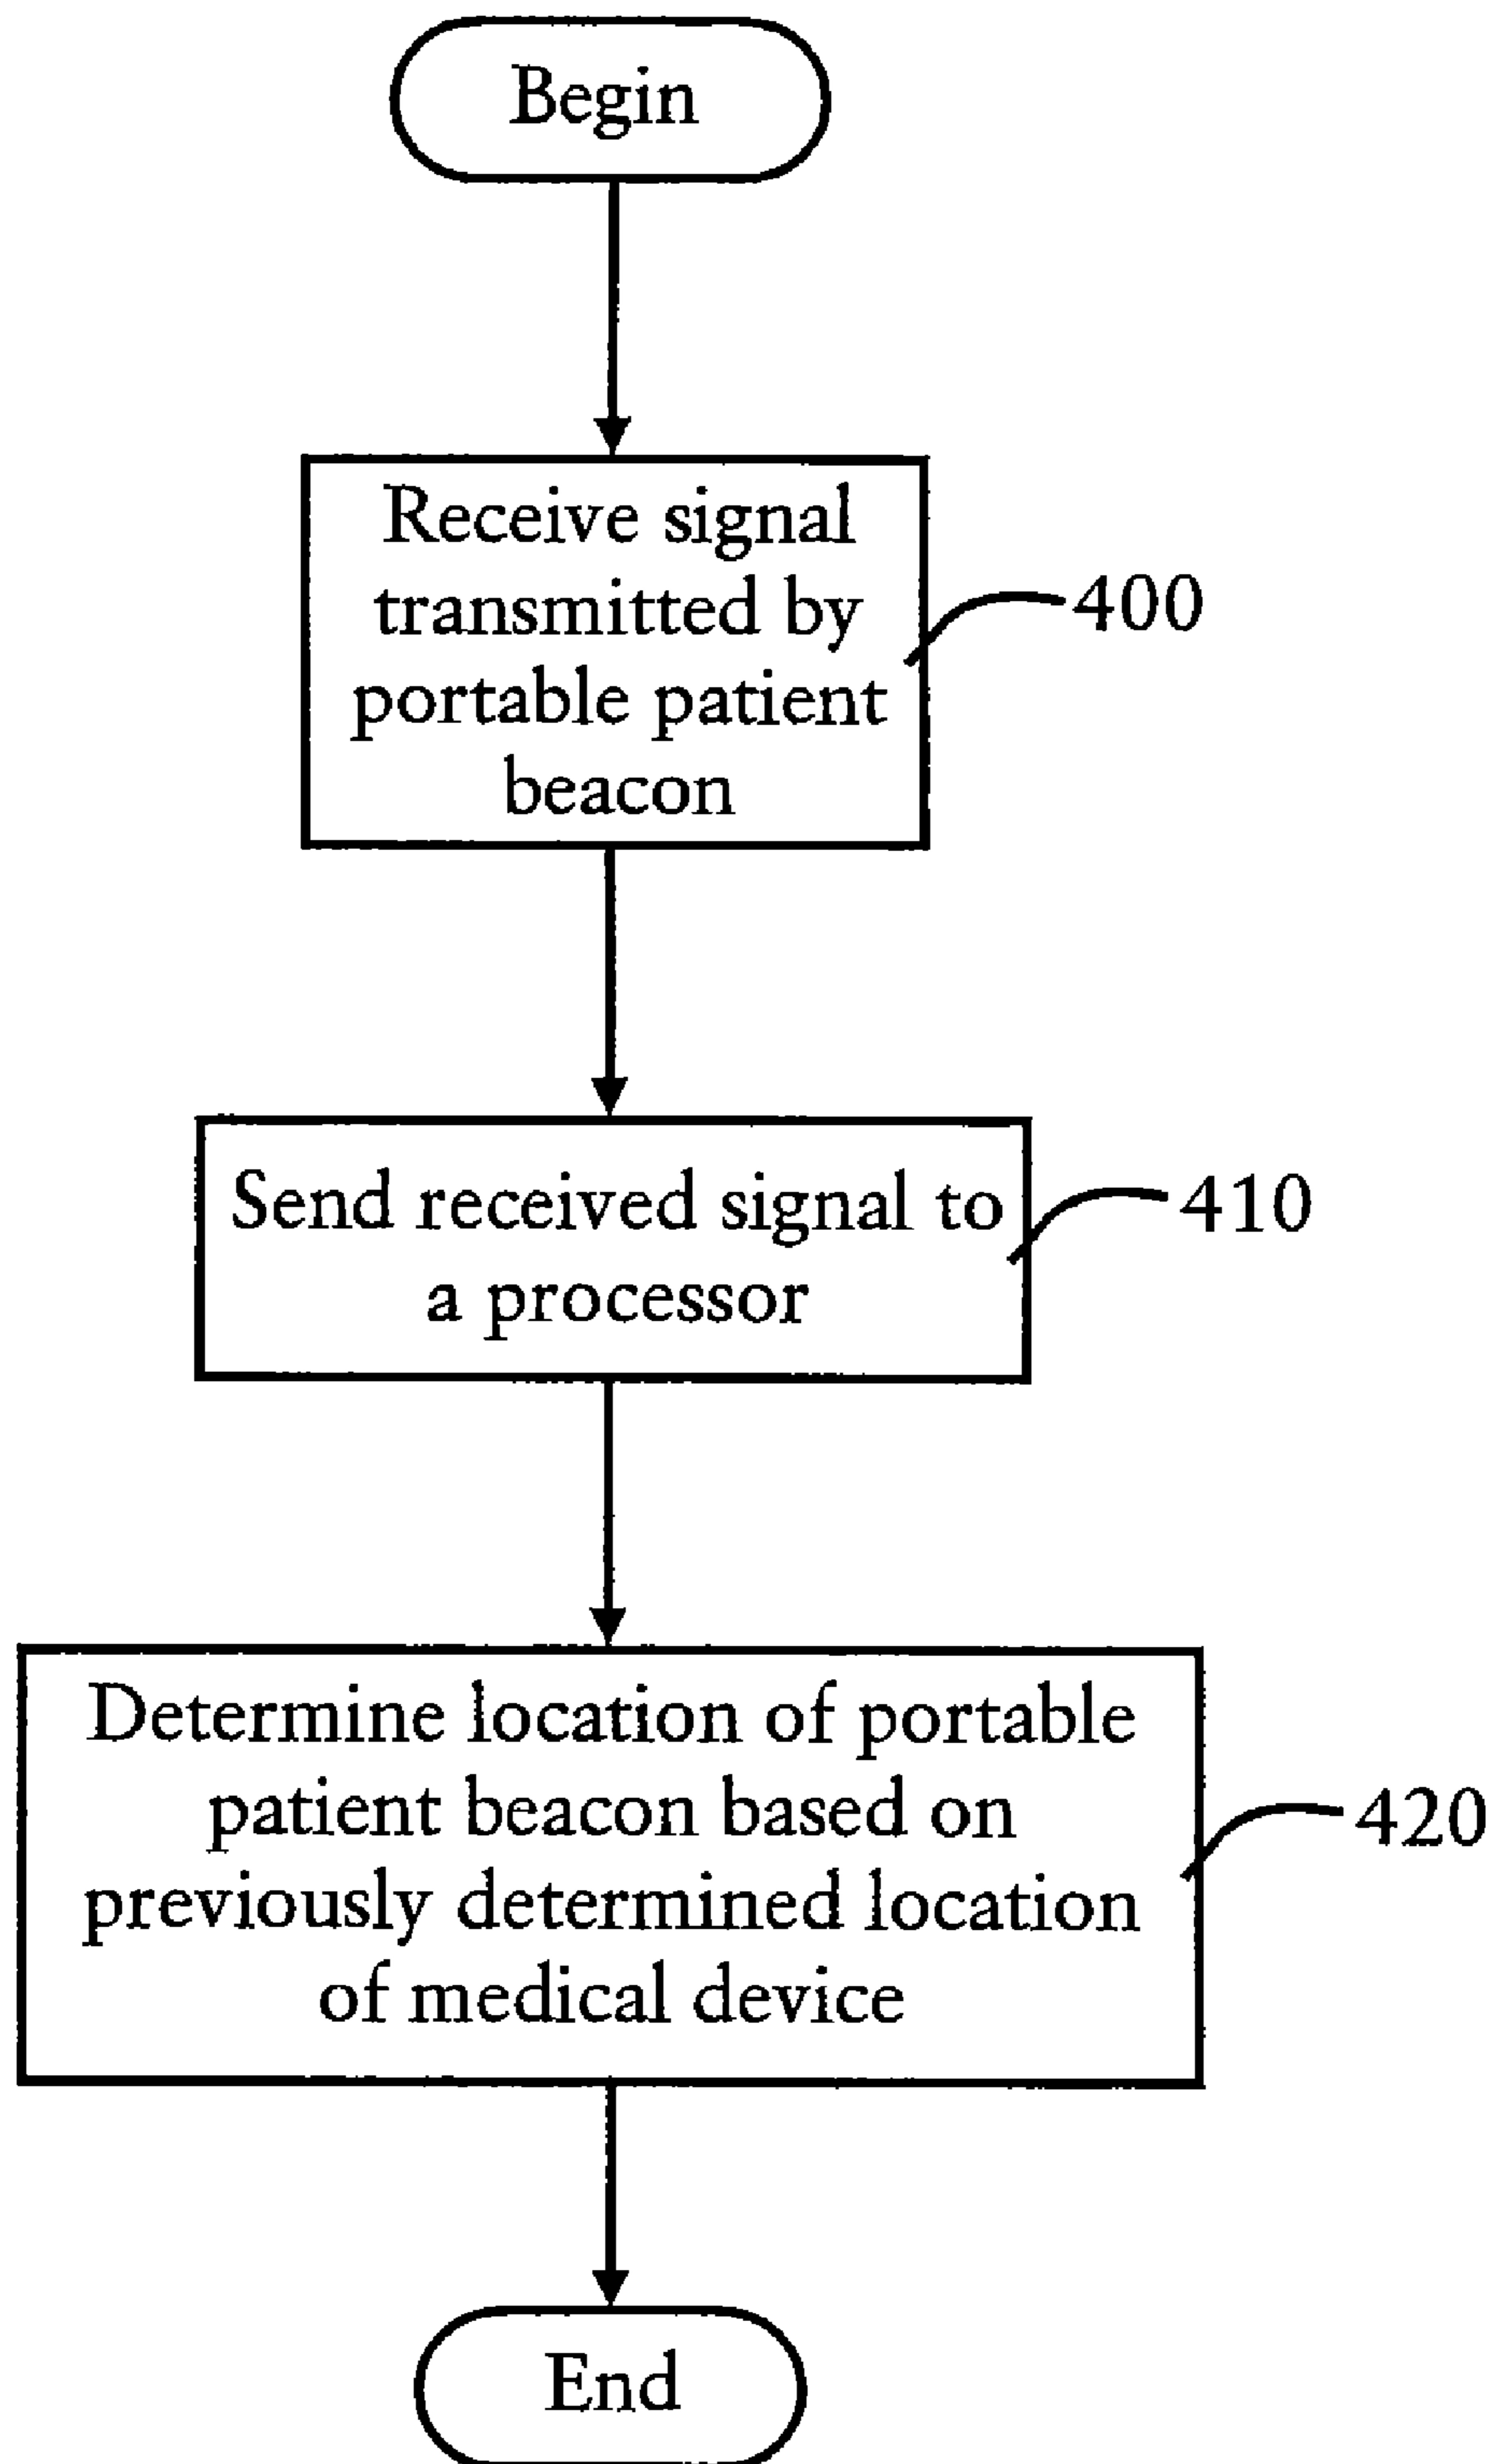 Begin
Receive signal
transmitted by
portable patient
beacon
400
Send received signal to
a processor
410
Determine location of portable
patient beacon based on
previously determined location
of medical device
420
End